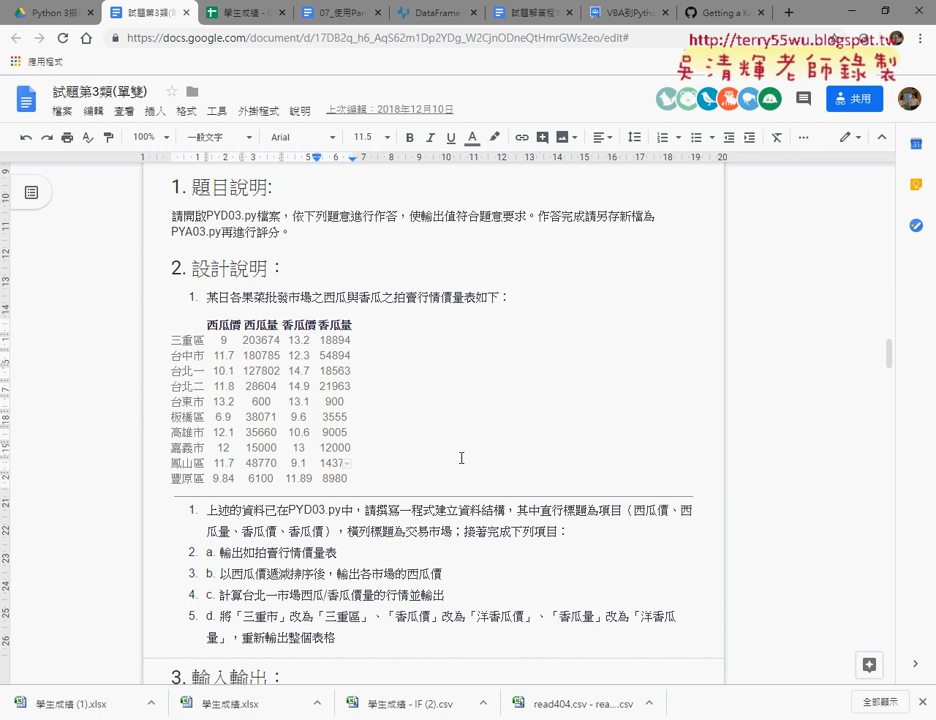 Python 3搬
試題第3類(單
學生成績 - G
07_使用Pan
DataFrame
試題解答程
VBA到Pyth
Getting a K
https://docs.google.com/document/d/17DB2q_h6_AqS62m1Dp2YDg_W2CjnODneQtHmrGWs2eo/edit#
http://terry55wu.blogspot.tw
應用程式
吳清輝老師錄製
試題第3類(單雙)
檔案 編輯 查看 插入 格式 工具 外掛程式 說明 上次編輯：2018年12月10日
共用
100% 一般文字 Arial 11.5
1. 題目說明:
請開啟PYD03.py檔案，依下列題意進行作答，使輸出值符合題意要求。作答完成請另存新檔為
PYA03.py再進行評分。
2. 設計說明：
1. 某日各果菜批發市場之西瓜與香瓜之拍賣行情價量表如下：
西瓜價 西瓜量 香瓜價 香瓜量
三重區 9 203674 13.2 18894
台中市 11.7 180785 12.3 54894
台北一 10.1 127802 14.7 18563
台北二 11.8 28604 14.9 21963
台東市 13.2 600 13.1 900
板橋區 6.9 38071 9.6 3555
高雄市 12.1 35660 10.6 9005
嘉義市 12 15000 13 12000
鳳山區 11.7 48770 9.1 1437
豐原區 9.84 6100 11.89 8980
1. 上述的資料已在PYD03.py中，請撰寫一程式建立資料結構，其中直行標題為項目（西瓜價、西
瓜量、香瓜價、香瓜價），橫列標題為交易市場；接著完成下列項目：
2. a. 輸出如拍賣行情價量表
3. b. 以西瓜價遞減排序後，輸出各市場的西瓜價
4. c. 計算台北一市場西瓜/香瓜價量的行情並輸出
5. d. 將「三重市」改為「三重區」、「香瓜價」改為「洋香瓜價」、「香瓜量」改為「洋香瓜
量」，重新輸出整個表格
3. 輸入輸出：
學生成績 (1).xlsx
學生成績.xlsx
學生成績 - IF (2).csv
read404.csv - rea....csv
全部顯示